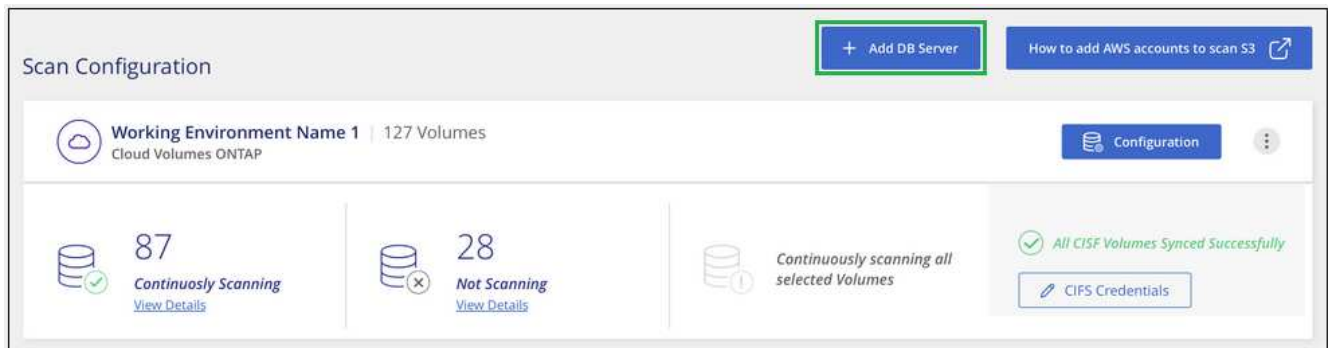 Scan Configuration
+ Add DB Server
How to add AWS accounts to scan S3
Working Environment Name 1 | 127 Volumes
Cloud Volumes ONTAP
Configuration
87
Continuosly Scanning
View Details
28
Not Scanning
View Details
Continuously scanning all
selected Volumes
All CISF Volumes Synced Successfully
CIFS Credentials